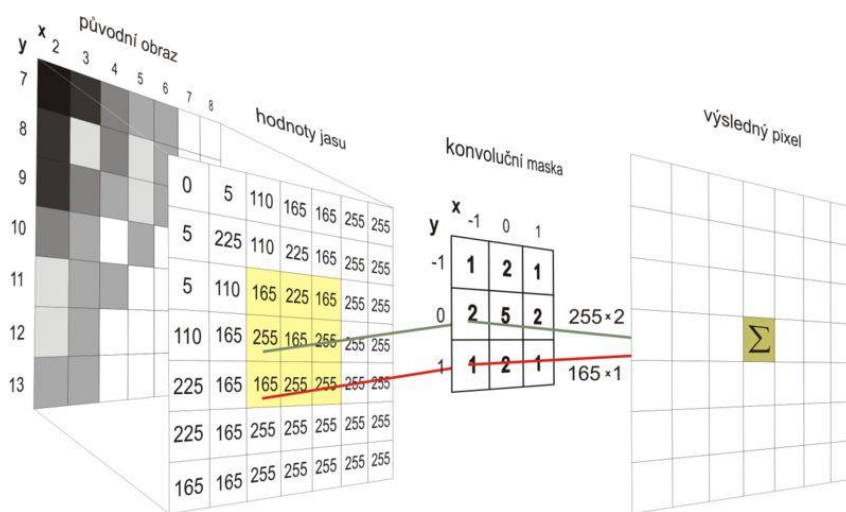 původní obraz
x 2 3 4 5 6 7 8
y
7
8
9
10
11
12
13
hodnoty jasu
0 5 110 165 165 255 255
5 225 110 225 165 255 255
5 110 165 225 165 255 255
110 165 255 165 255 255 255
225 165 165 255 255 255 255
225 165 255 255 255 255 255
165 165 255 255 255 255 255
konvoluční maska
x -1 0 1
y
-1 1 2 1
0 2 5 2
1 1 2 1
255×2
165×1
výsledný pixel
Σ